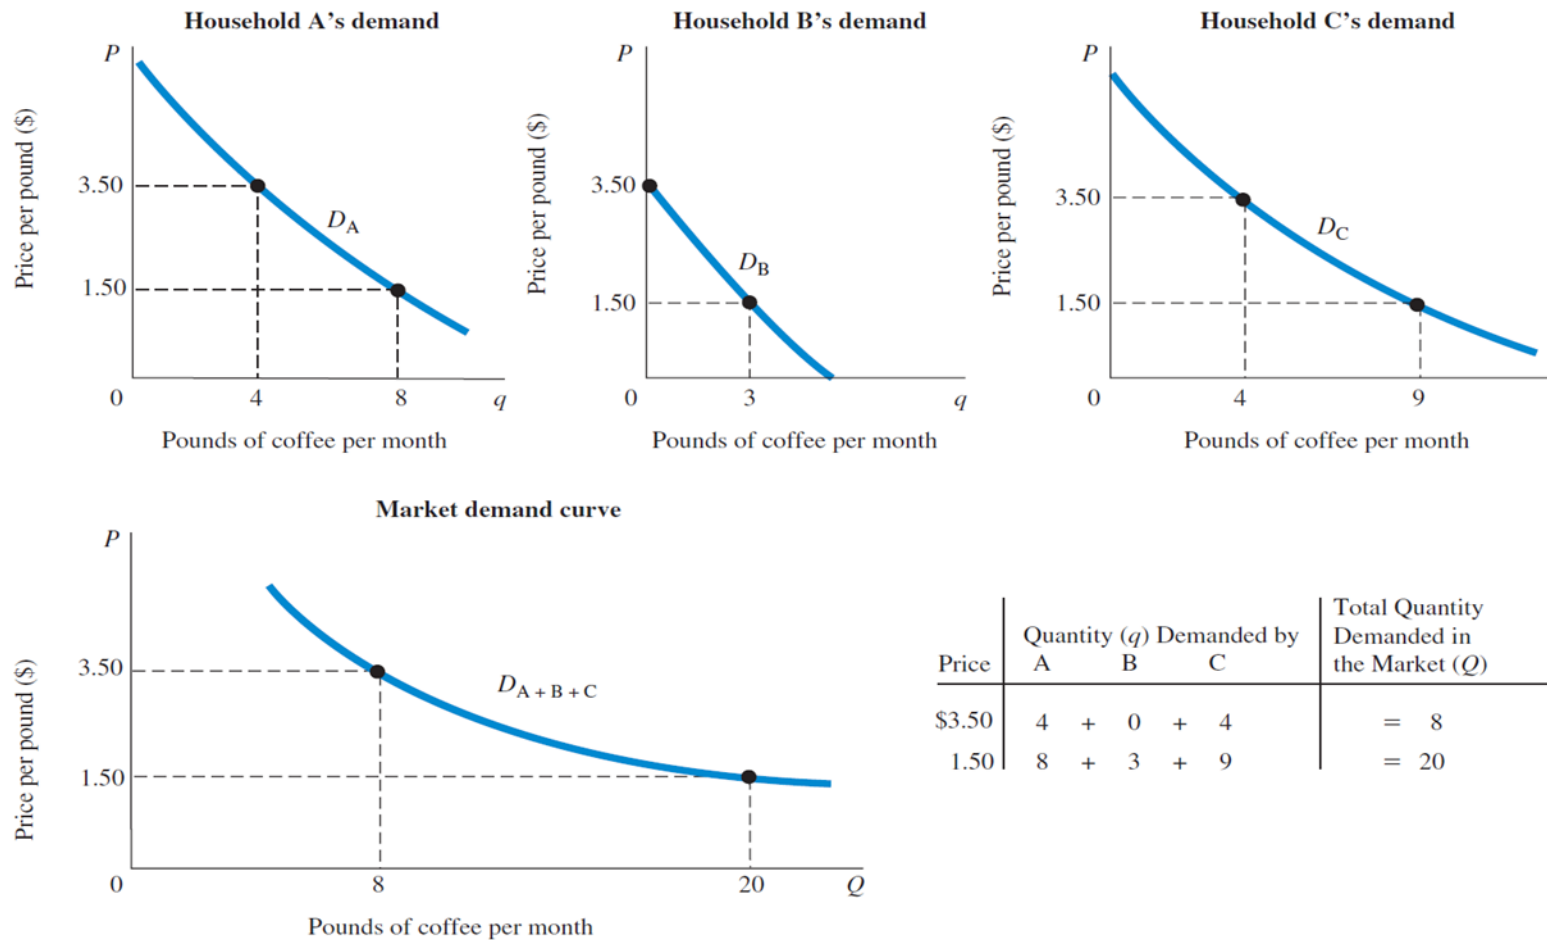 Household A’s demand
P
Price per pound ($)
3.50
1.50
D_A
0
4
8
q
Pounds of coffee per month
Household B’s demand
P
Price per pound ($)
3.50
1.50
D_B
0
3
q
Pounds of coffee per month
Household C’s demand
P
Price per pound ($)
3.50
1.50
D_C
0
4
9
Pounds of coffee per month
Market demand curve
P
Price per pound ($)
3.50
1.50
D_A + B + C
0
8
20
Q
Pounds of coffee per month
Total Quantity
Quantity (q) Demanded by Demanded in
Price A B C the Market (Q)
$3.50 4 + 0 + 4 = 8
1.50 8 + 3 + 9 = 20